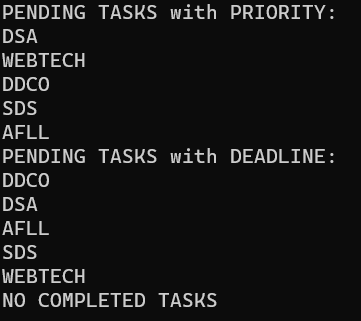 PENDING TASKS with PRIORITY:
DSA
WEBTECH
DDCO
SDS
AFLL
PENDING TASKS with DEADLINE:
DDCO
DSA
AFLL
SDS
WEBTECH
NO COMPLETED TASKS